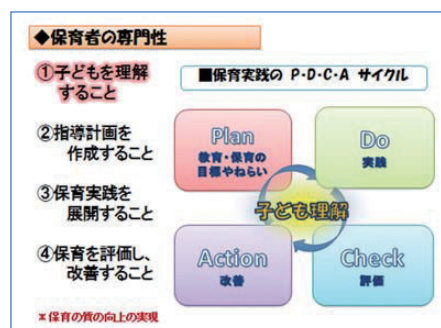 ◆保育者の専門性
①子どもを理解
すること
②指導計画を
作成すること
③保育実践を
展開すること
④保育を評価し、
改善すること
*保育の質の向上の実現
■保育実践の P・D・C・A サイクル
Plan
教育・保育の
目標やねらい
Do
実践
子ども理解
Action
改善
Check
評価